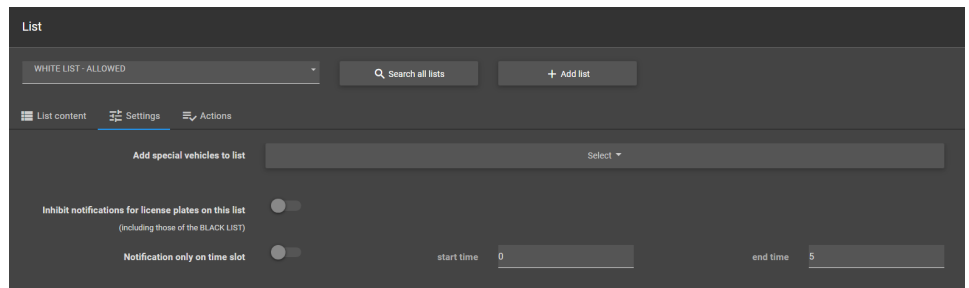 List
WHITE LIST - ALLOWED
Search all lists
Add list
List content
Settings
Actions
Add special vehicles to list
Select
Inhibit notifications for license plates on this list
(including those of the BLACK LIST)
Notification only on time slot
start time
0
end time
5